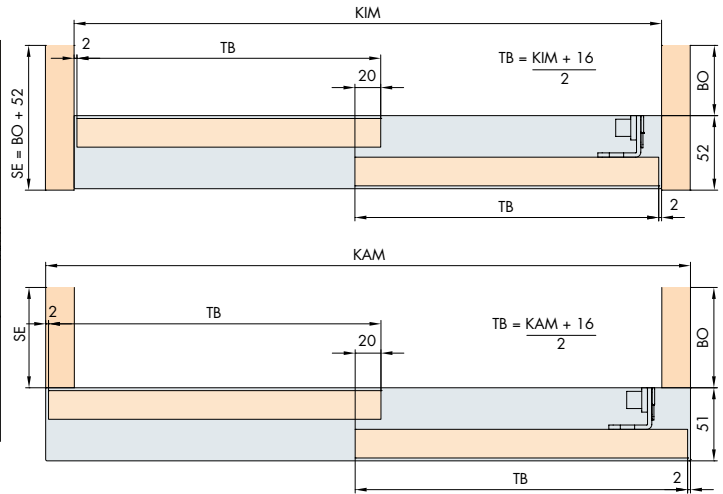 KIM
2
TB
TB = KIM + 16
2
20
BO
SE = BO + 52
52
TB
2
KAM
2
TB
TB = KAM + 16
2
20
SE
BO
51
TB
2